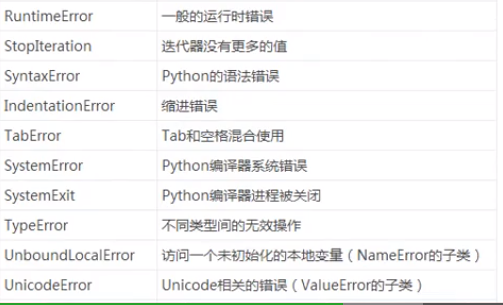 RuntimeError 一般的运行时错误
StopIteration 迭代器没有更多的值
SyntaxError Python的语法错误
IndentationError 缩进错误
TabError Tab和空格混合使用
SystemError Python编译器系统错误
SystemExit Python编译器进程被关闭
TypeError 不同类型间的无效操作
UnboundLocalError 访问一个未初始化的本地变量（NameError的子类）
UnicodeError Unicode相关的错误（ValueError的子类）